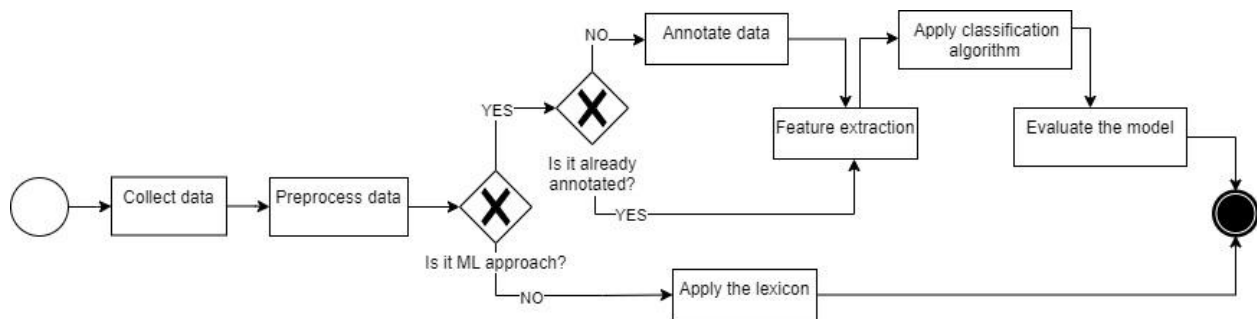 Collect data
Preprocess data
Is it ML approach?
YES
Is it already
annotated?
NO
Annotate data
YES
Feature extraction
Apply classification
algorithm
Evaluate the model
NO
Apply the lexicon